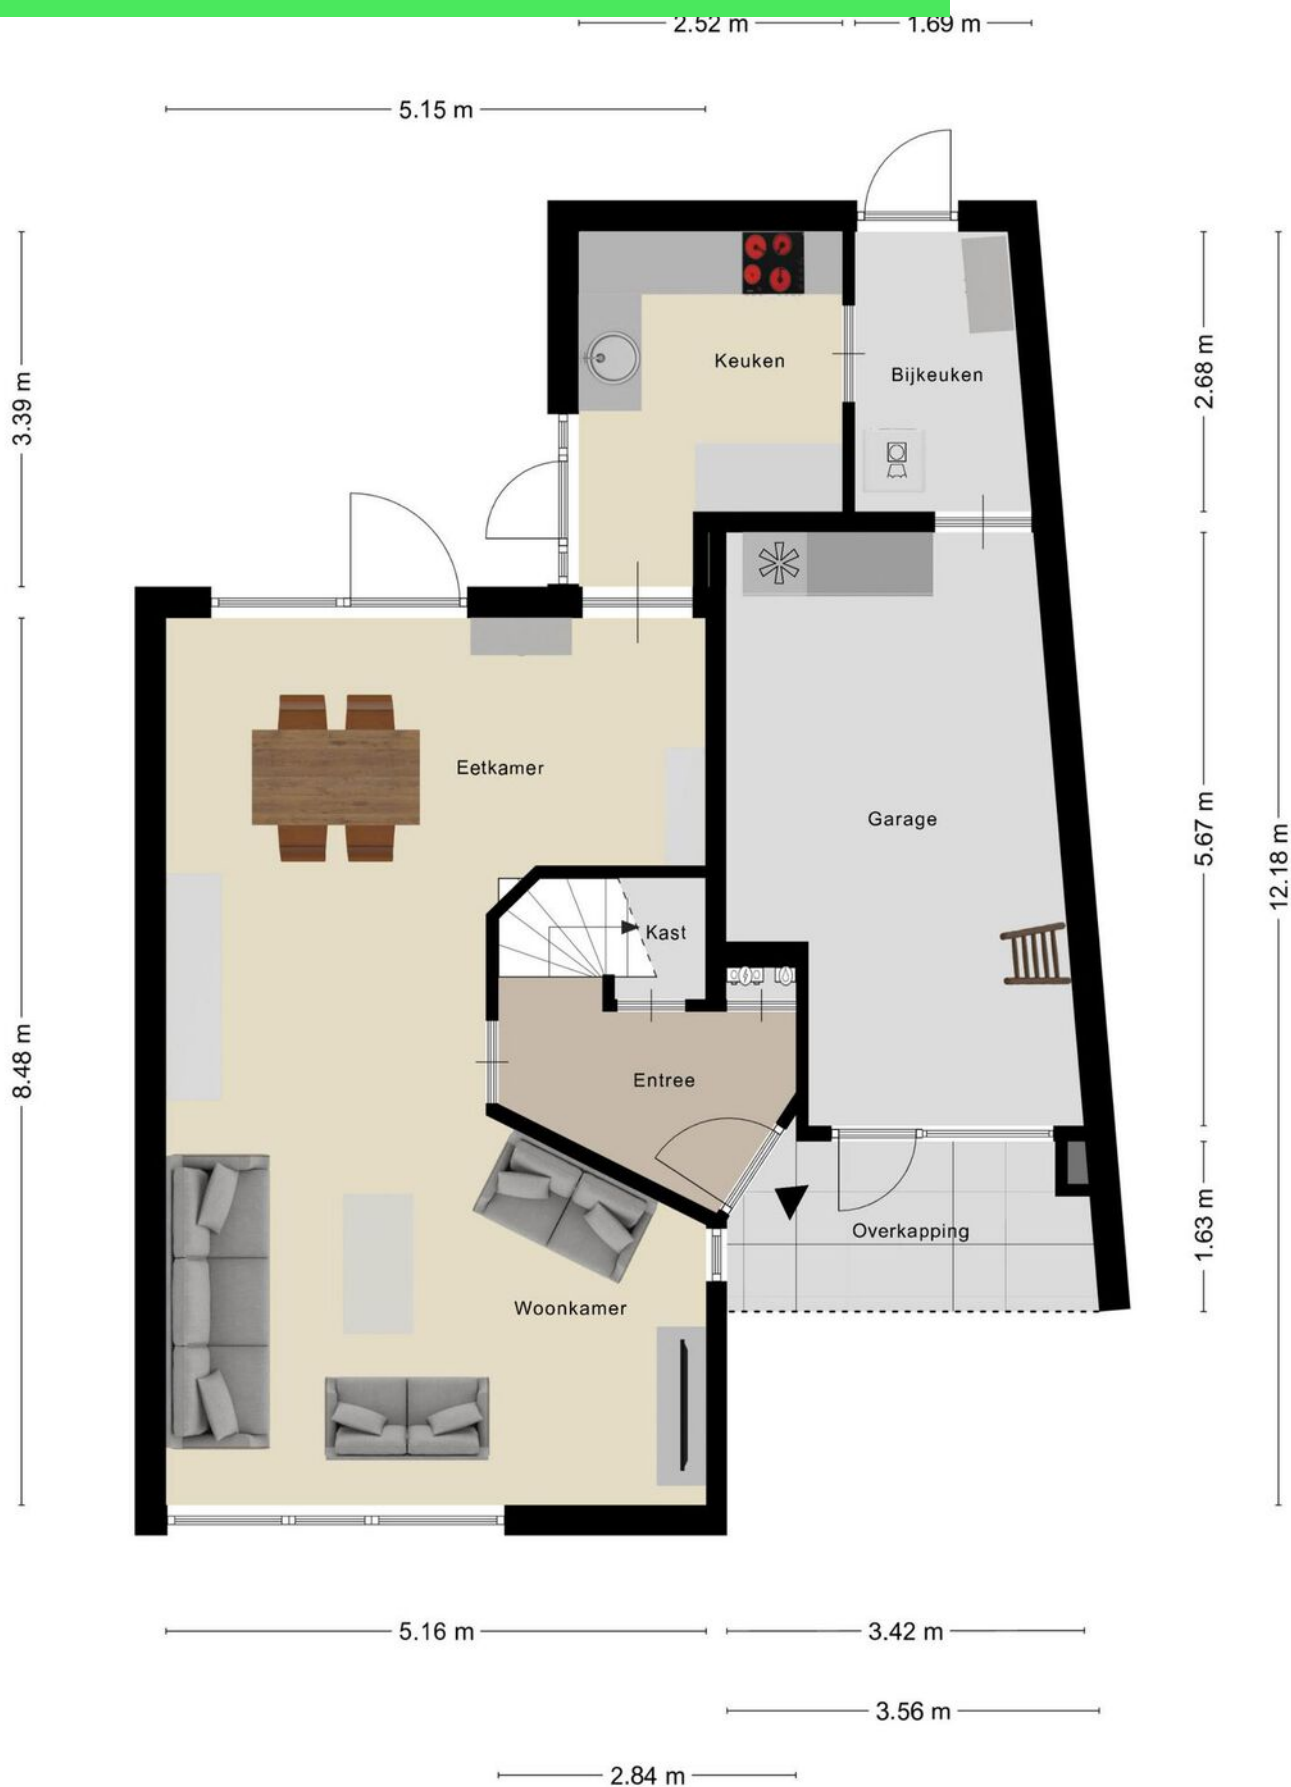 2.52 m
1.69 m
5.15 m
3.39 m
2.68 m
Keuken
Bijkeuken
Eetkamer
Garage
5.67 m
12.18 m
Kast
8.48 m
Entree
1.63 m
Overkapping
Woonkamer
5.16 m
3.42 m
3.56 m
2.84 m